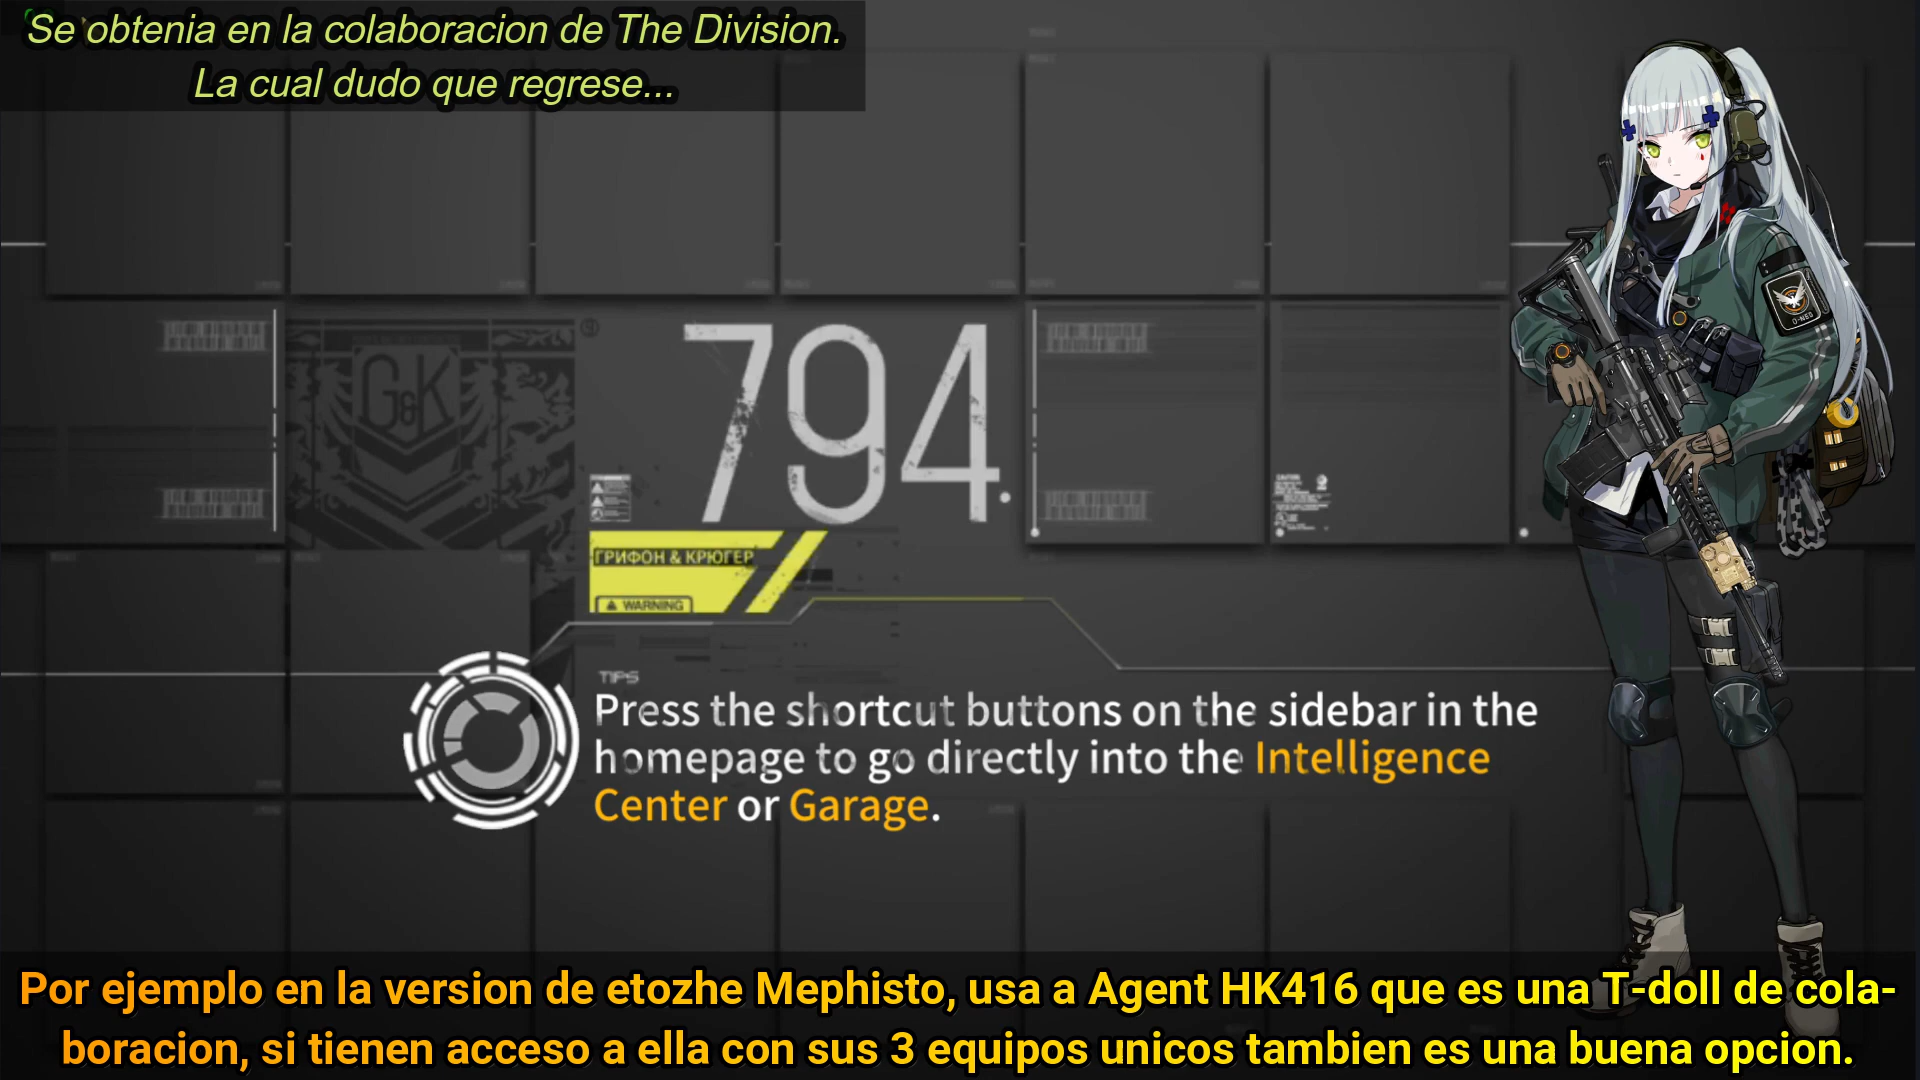 Se obtenia en la colaboracion de The Division.
La cual dudo que regrese...
G&K
794.
ГРИФОН & КРЮГЕР
WARNING
TIPS
Press the shortcut buttons on the sidebar in the
homepage to go directly into the Intelligence
Center or Garage.
Por ejemplo en la version de etozhe Mephisto, usa a Agent HK416 que es una T-doll de cola-
boracion, si tienen acceso a ella con sus 3 equipos unicos tambien es una buena opcion.